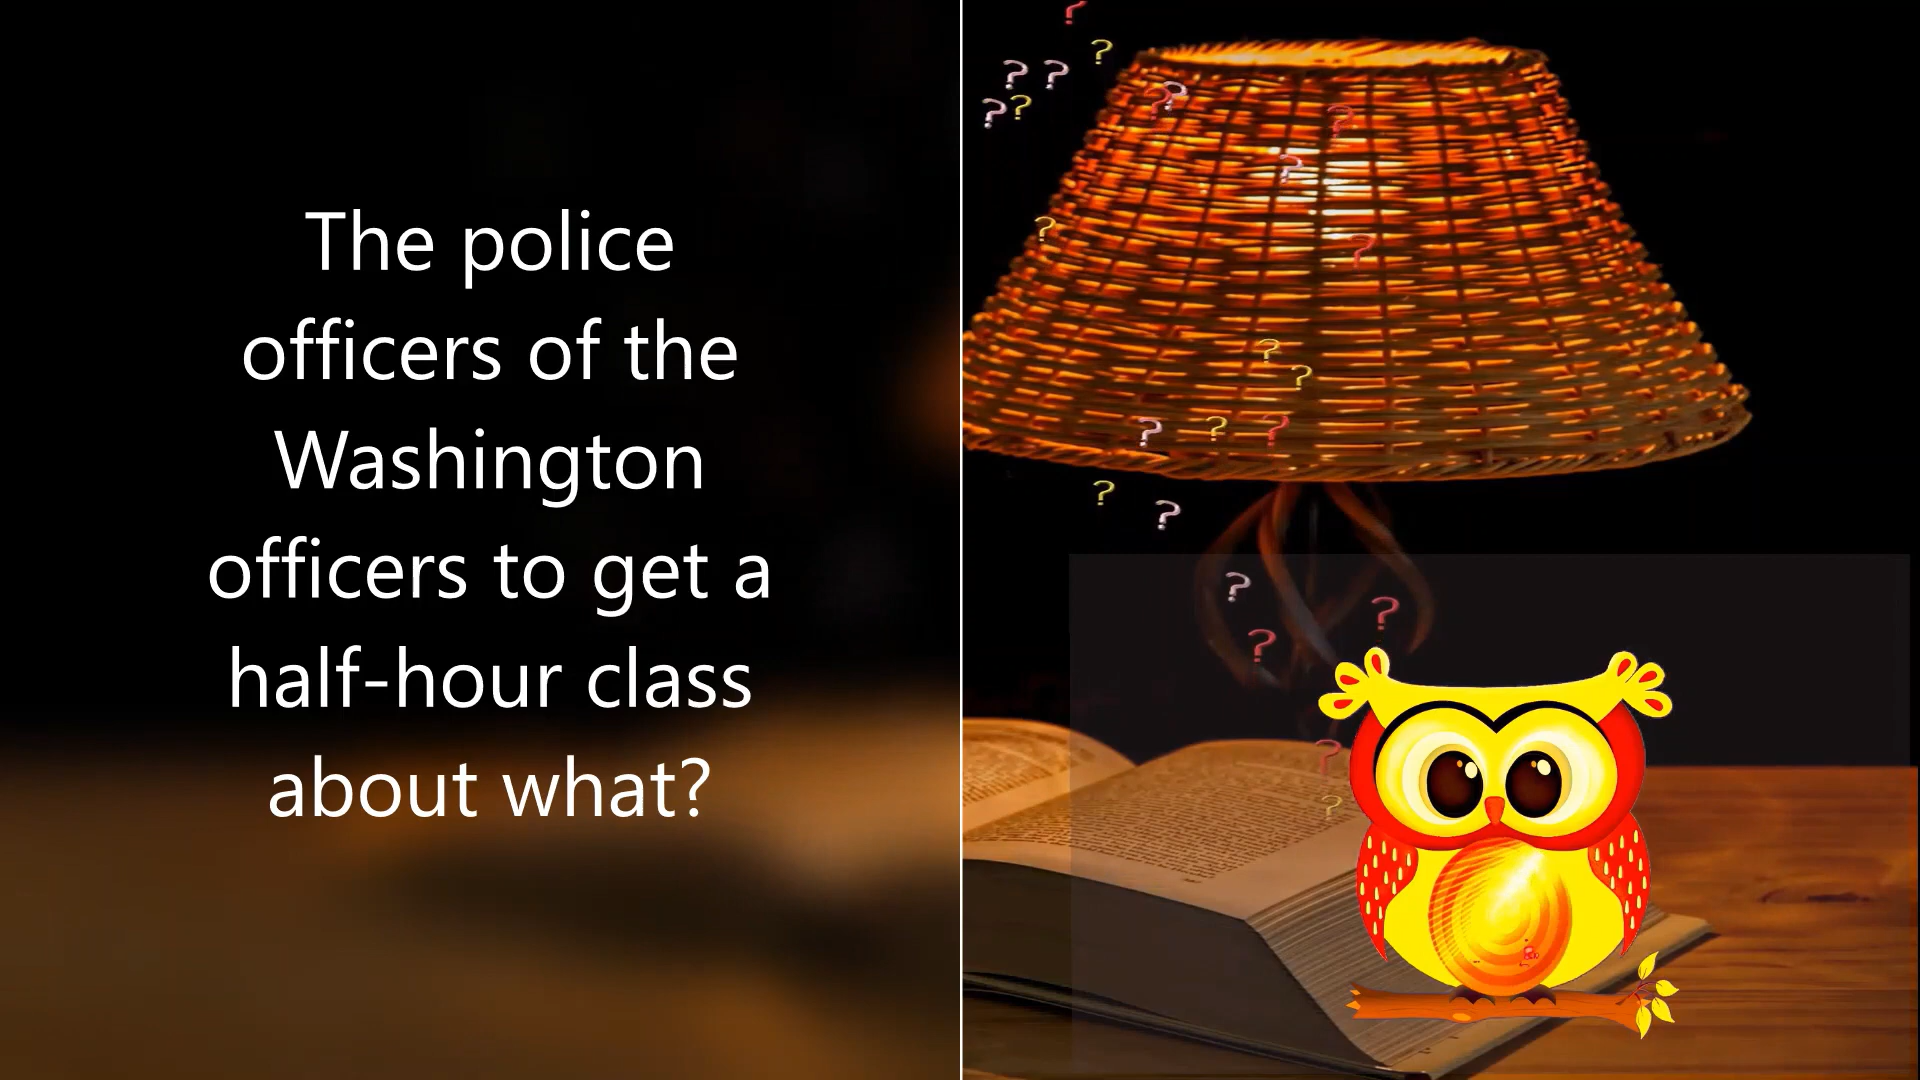 The police
officers of the
Washington
officers to get a
half-hour class
about what?